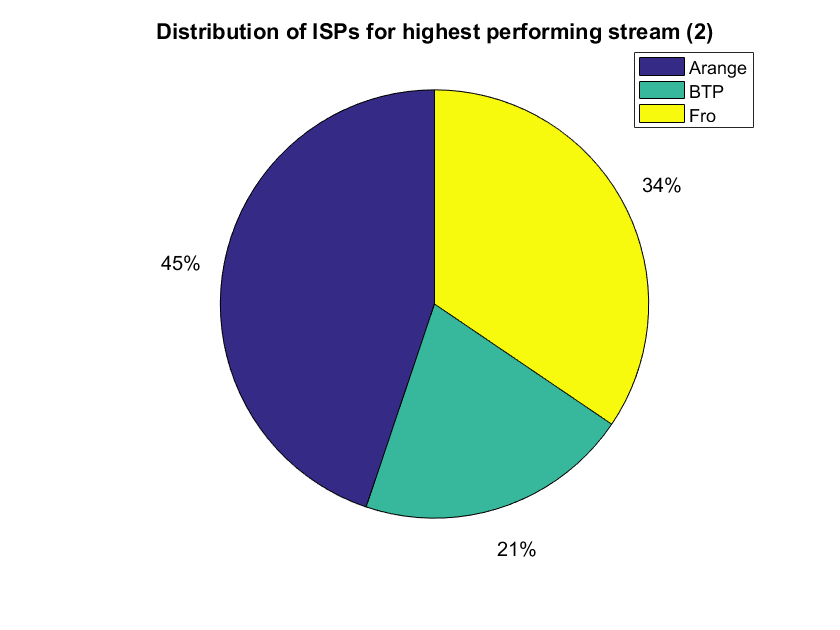 Distribution of ISPs for highest performing stream (2)
Arange
BTP
Fro
34%
45%
21%